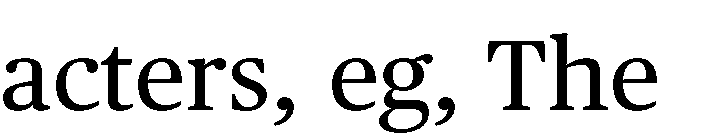 acters, eg, The